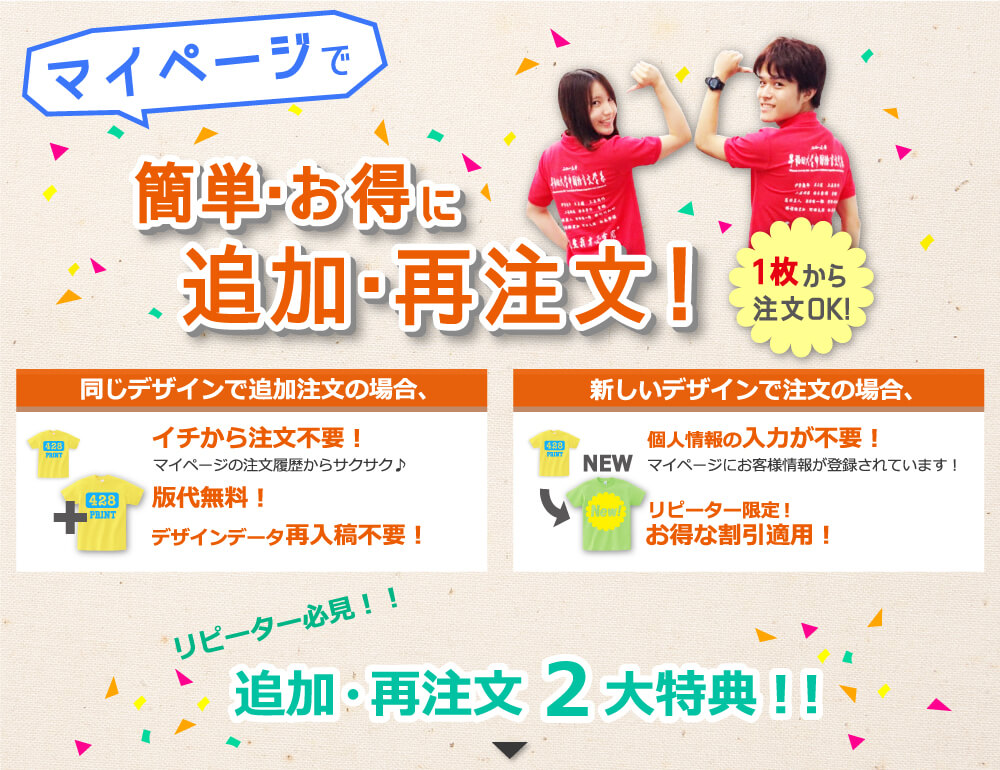 マイページで
簡単・お得に
追加・再注文！
1枚から
注文OK!
同じデザインで追加注文の場合、
428
PRINT
イチから注文不要！
マイページの注文履歴からサクサク♪
428
PRINT
版代無料！
デザインデータ再入稿不要！
新しいデザインで注文の場合、
428
PRINT
NEW
個人情報の入力が不要！
マイページにお客様情報が登録されています！
New!
リピーター限定！
お得な割引適用！
リピーター必見！！
追加・再注文 2大特典！！